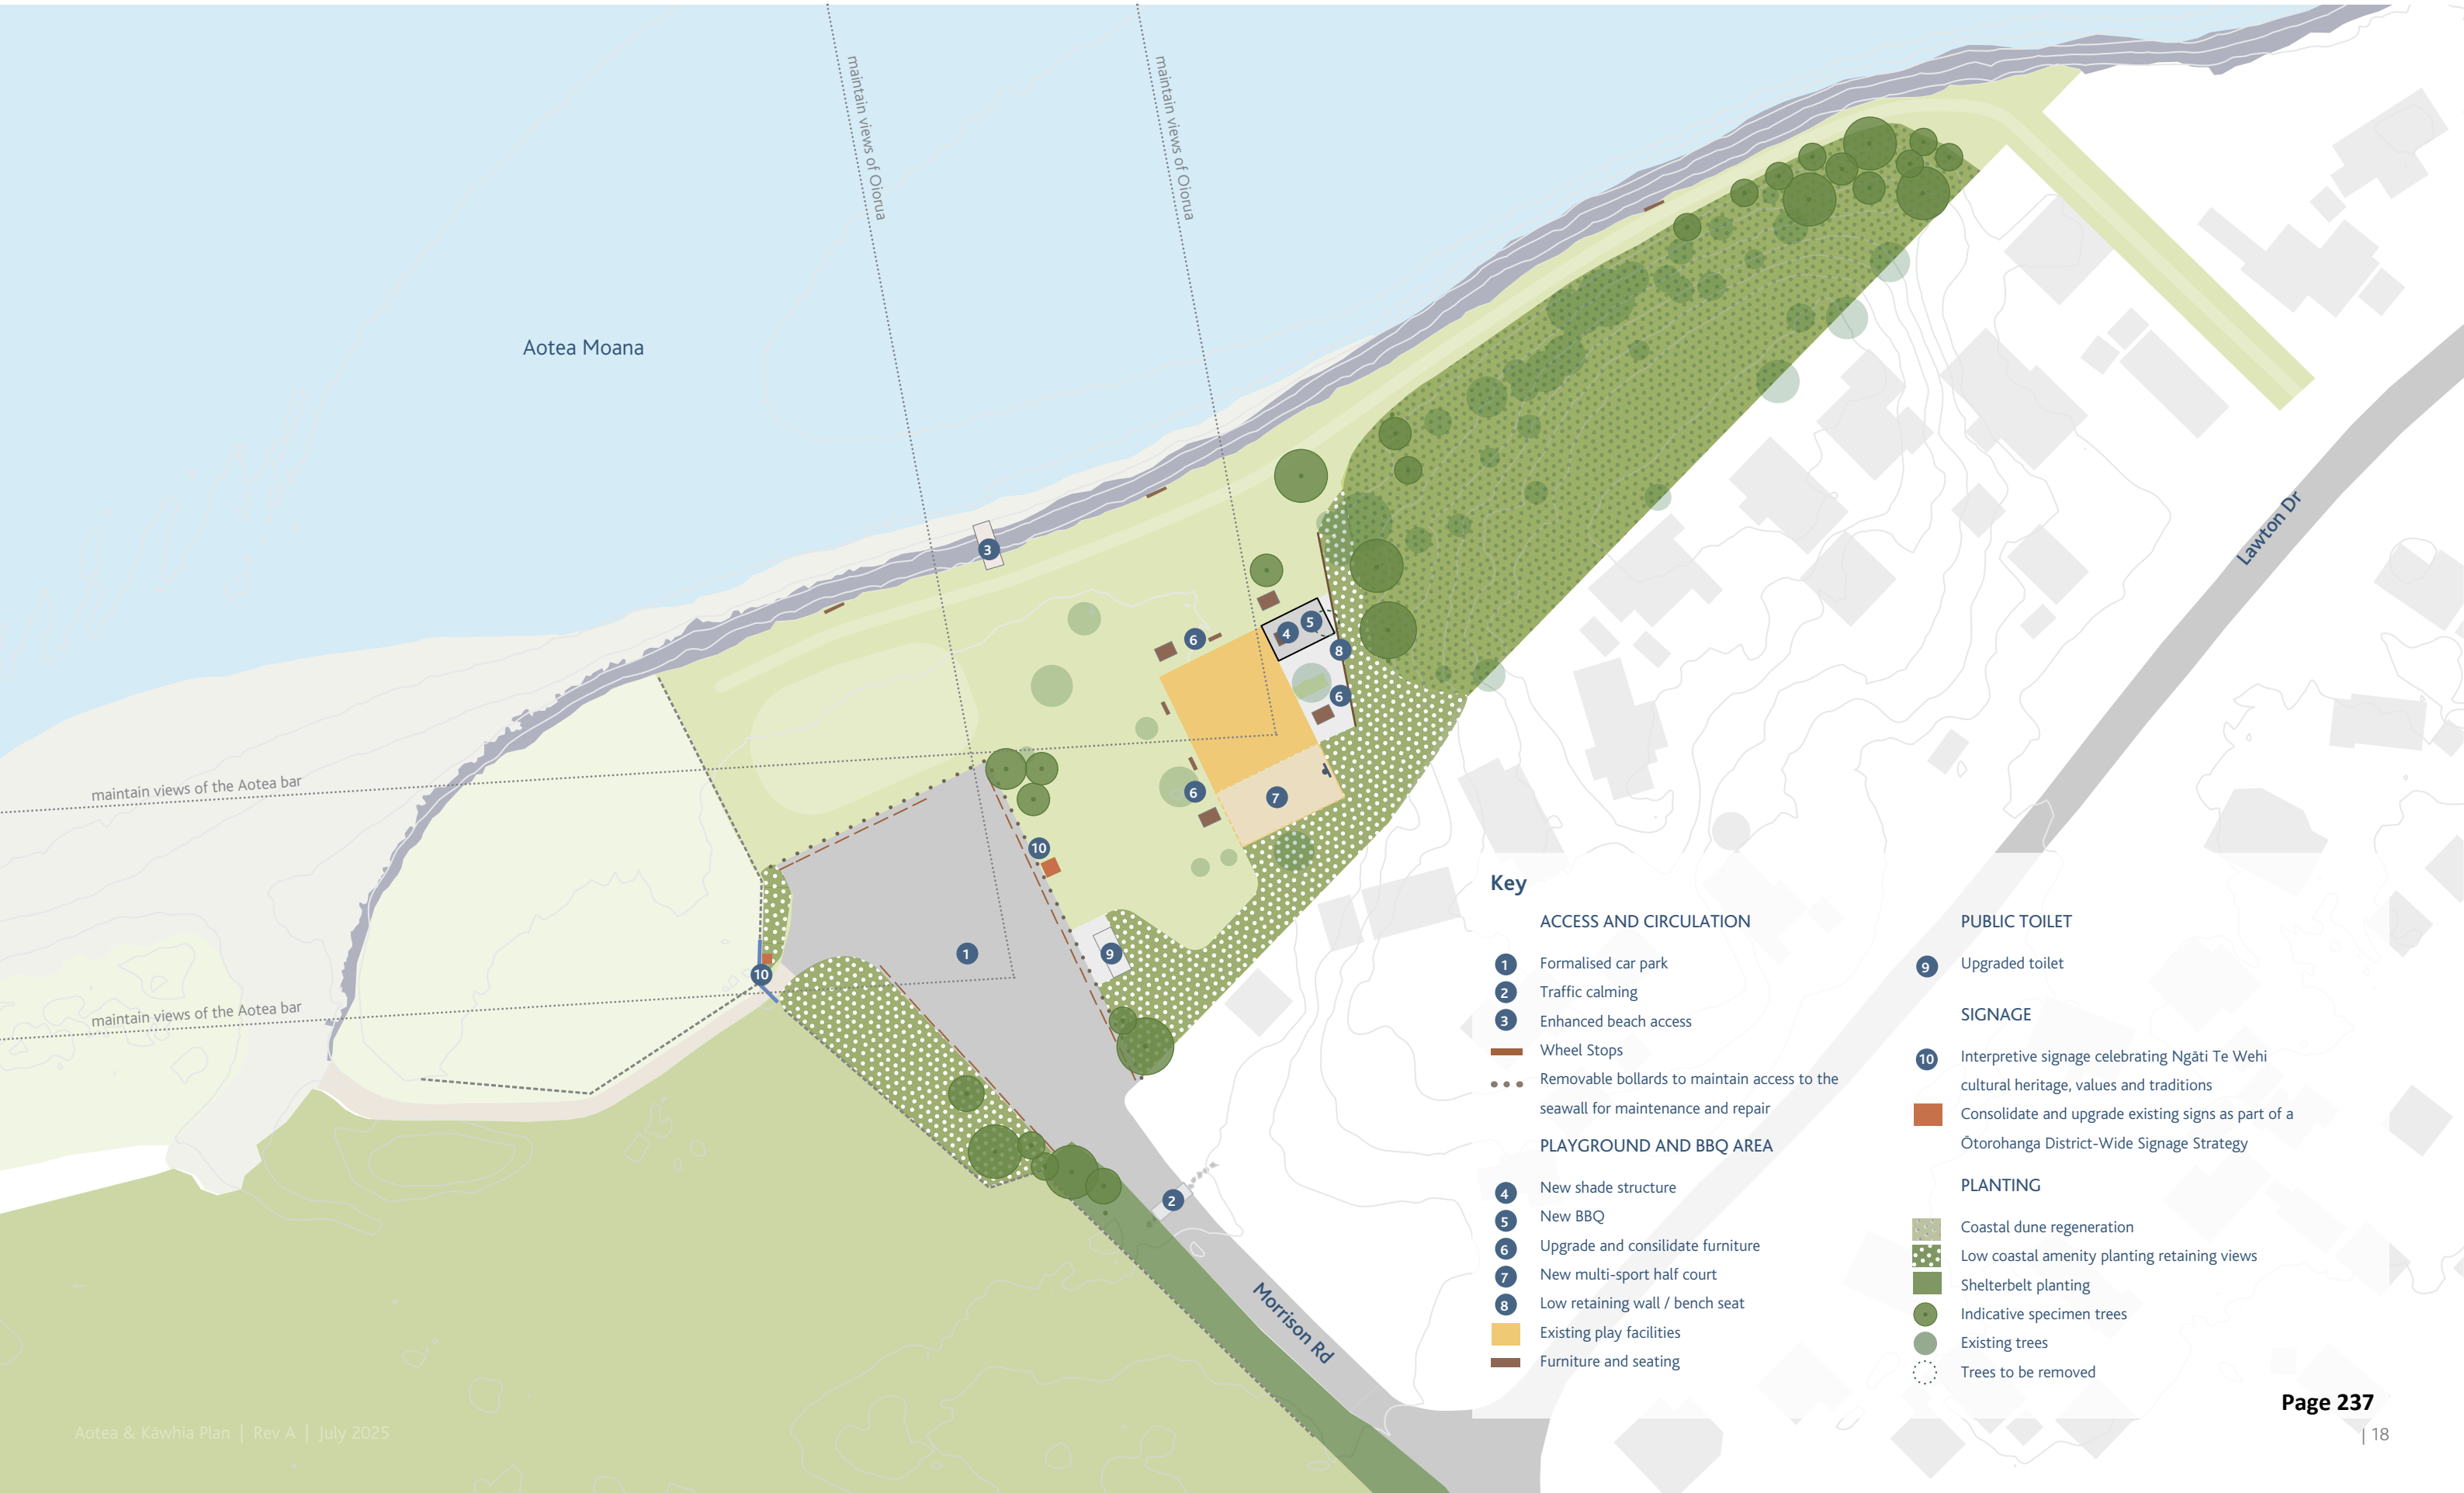 maintain views of Oiorua
maintain views of Oiorua
Aotea Moana
Lawton Dr
3
4
5
6
8
6
maintain views of the Aotea bar
6
7
10
1
9
10
maintain views of the Aotea bar
2
Morrison Rd
Key
ACCESS AND CIRCULATION
1 Formalised car park
2 Traffic calming
3 Enhanced beach access
Wheel Stops
Removable bollards to maintain access to the
seawall for maintenance and repair
PLAYGROUND AND BBQ AREA
4 New shade structure
5 New BBQ
6 Upgrade and consilidate furniture
7 New multi-sport half court
8 Low retaining wall / bench seat
Existing play facilities
Furniture and seating
PUBLIC TOILET
9 Upgraded toilet
SIGNAGE
10 Interpretive signage celebrating Ngāti Te Wehi
cultural heritage, values and traditions
Consolidate and upgrade existing signs as part of a
Ōtorohanga District-Wide Signage Strategy
PLANTING
Coastal dune regeneration
Low coastal amenity planting retaining views
Shelterbelt planting
Indicative specimen trees
Existing trees
Trees to be removed
Page 237
Aotea & Kāwhia Plan | Rev A | July 2025
| 18